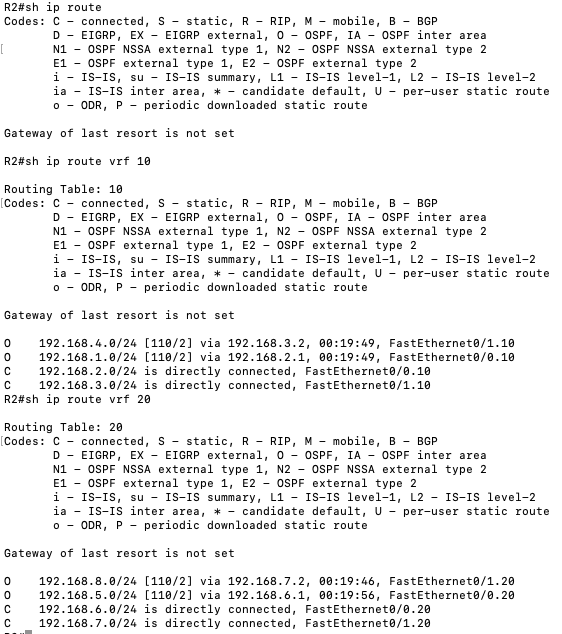 R2#sh ip route
Codes: C – connected, S – static, R – RIP, M – mobile, B – BGP
D – EIGRP, EX – EIGRP external, O – OSPF, IA – OSPF inter area
N1 – OSPF NSSA external type 1, N2 – OSPF NSSA external type 2
E1 – OSPF external type 1, E2 – OSPF external type 2
i – IS–IS, su – IS–IS summary, L1 – IS–IS level–1, L2 – IS–IS level–2
ia – IS–IS inter area, * – candidate default, U – per–user static route
o – ODR, P – periodic downloaded static route
Gateway of last resort is not set
R2#sh ip route vrf 10
Routing Table: 10
Codes: C – connected, S – static, R – RIP, M – mobile, B – BGP
D – EIGRP, EX – EIGRP external, O – OSPF, IA – OSPF inter area
N1 – OSPF NSSA external type 1, N2 – OSPF NSSA external type 2
E1 – OSPF external type 1, E2 – OSPF external type 2
i – IS–IS, su – IS–IS summary, L1 – IS–IS level–1, L2 – IS–IS level–2
ia – IS–IS inter area, * – candidate default, U – per–user static route
o – ODR, P – periodic downloaded static route
Gateway of last resort is not set
O 192.168.4.0/24 [110/2] via 192.168.3.2, 00:19:49, FastEthernet0/1.10
O 192.168.1.0/24 [110/2] via 192.168.2.1, 00:19:49, FastEthernet0/0.10
C 192.168.2.0/24 is directly connected, FastEthernet0/0.10
C 192.168.3.0/24 is directly connected, FastEthernet0/1.10
R2#sh ip route vrf 20
Routing Table: 20
Codes: C – connected, S – static, R – RIP, M – mobile, B – BGP
D – EIGRP, EX – EIGRP external, O – OSPF, IA – OSPF inter area
N1 – OSPF NSSA external type 1, N2 – OSPF NSSA external type 2
E1 – OSPF external type 1, E2 – OSPF external type 2
i – IS–IS, su – IS–IS summary, L1 – IS–IS level–1, L2 – IS–IS level–2
ia – IS–IS inter area, * – candidate default, U – per–user static route
o – ODR, P – periodic downloaded static route
Gateway of last resort is not set
O 192.168.8.0/24 [110/2] via 192.168.7.2, 00:19:46, FastEthernet0/1.20
O 192.168.5.0/24 [110/2] via 192.168.6.1, 00:19:56, FastEthernet0/0.20
C 192.168.6.0/24 is directly connected, FastEthernet0/0.20
C 192.168.7.0/24 is directly connected, FastEthernet0/1.20